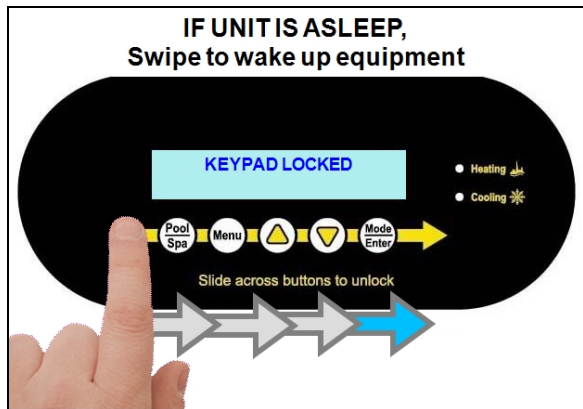 IF UNIT IS ASLEEP,
Swipe to wake up equipment
KEYPAD LOCKED
Heating
Cooling
Pool
Spa
Menu
Mode
Enter
Slide across buttons to unlock